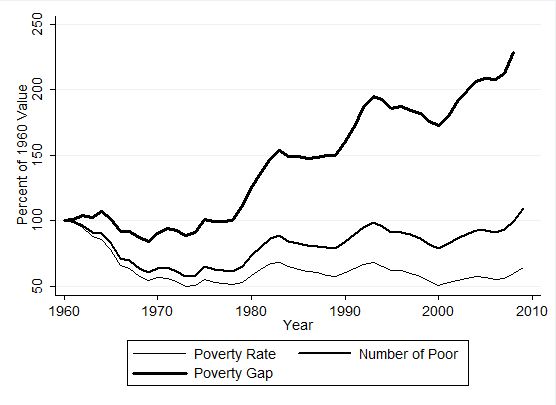 250
200
150
100
50
Percent of 1960 Value
1960 1970 1980 1990 2000 2010
Year
Poverty Rate Number of Poor
Poverty Gap